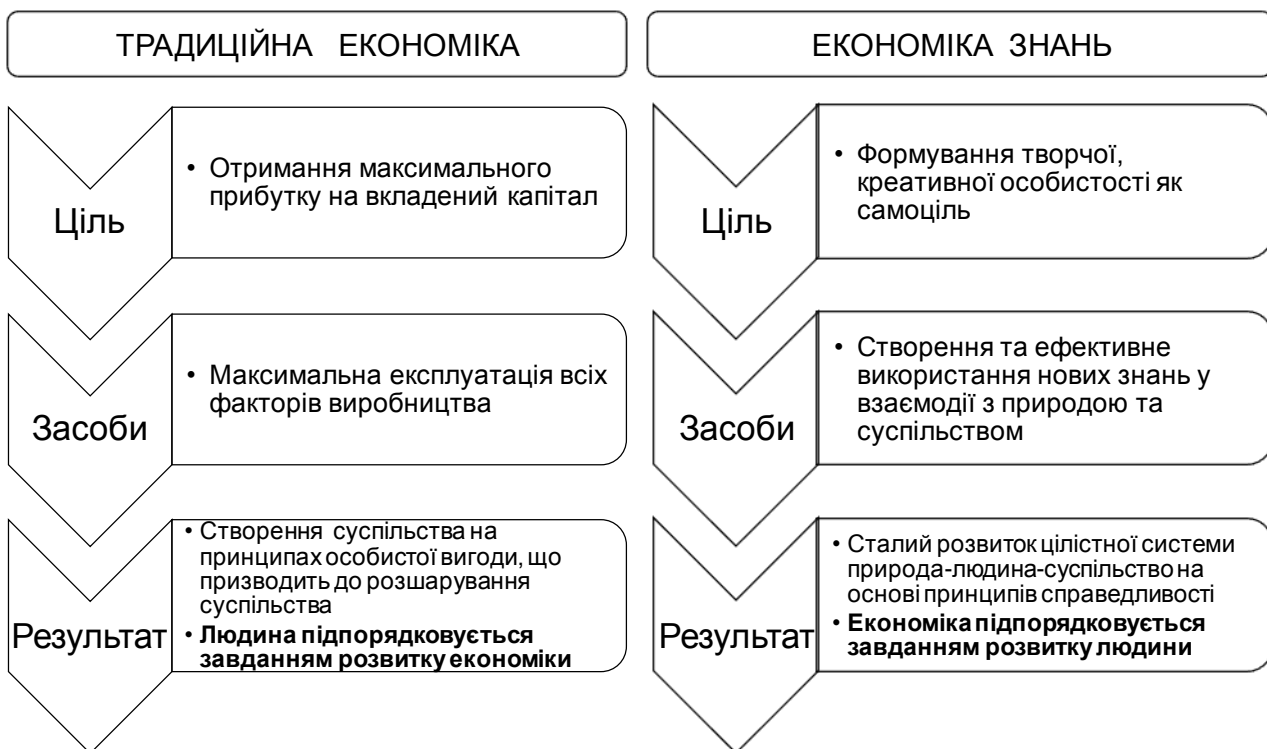 ТРАДИЦІЙНА ЕКОНОМІКА
Ціль
• Отримання максимального
прибутку на вкладений капітал
Засоби
• Максимальна експлуатація всіх
факторів виробництва
Результат
• Створення суспільства на
принципах особистої вигоди, що
призводить до розшарування
суспільства
• Людина підпорядковується
завданням розвитку економіки
ЕКОНОМІКА ЗНАНЬ
Ціль
• Формування творчої,
креативної особистості як
самоціль
Засоби
• Створення та ефективне
використання нових знань у
взаємодії з природою та
суспільством
Результат
• Сталий розвиток цілістної системи
природа-людина-суспільство на
основі принципів справедливості
• Економіка підпорядковується
завданням розвитку людини